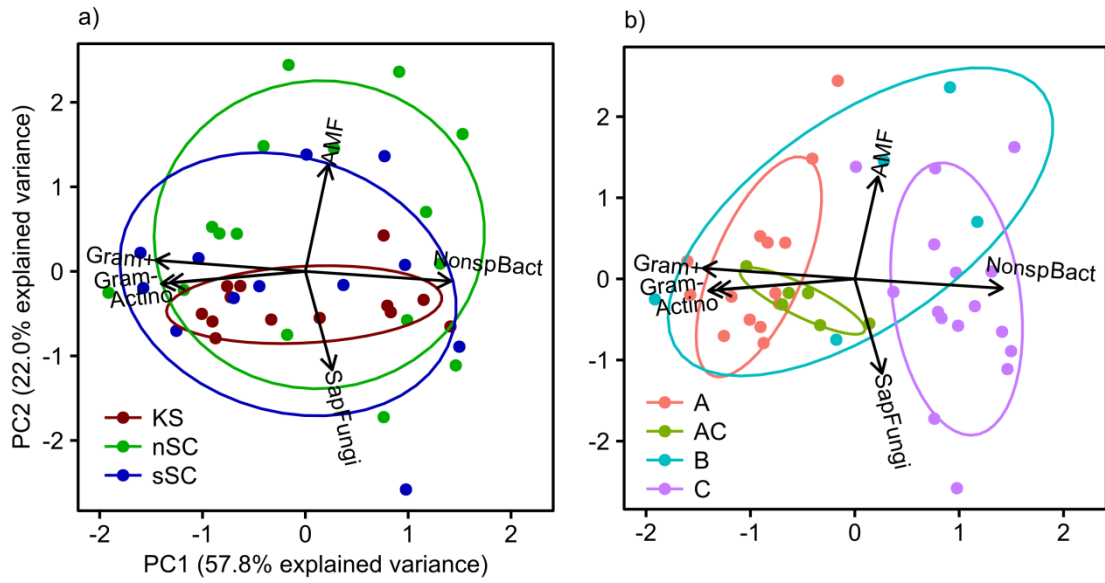 a)
PC2 (22.0% explained variance)
2
1
0
-1
-2
AMF
Gram+
Gram-
Actino
NonspBact
SapFungi
KS
nSC
sSC
-2 -1 0 1 2
PC1 (57.8% explained variance)
b)
2
1
0
-1
-2
AMF
Gram+
Gram-
Actino
NonspBact
SapFungi
A
AC
B
C
-2 -1 0 1 2